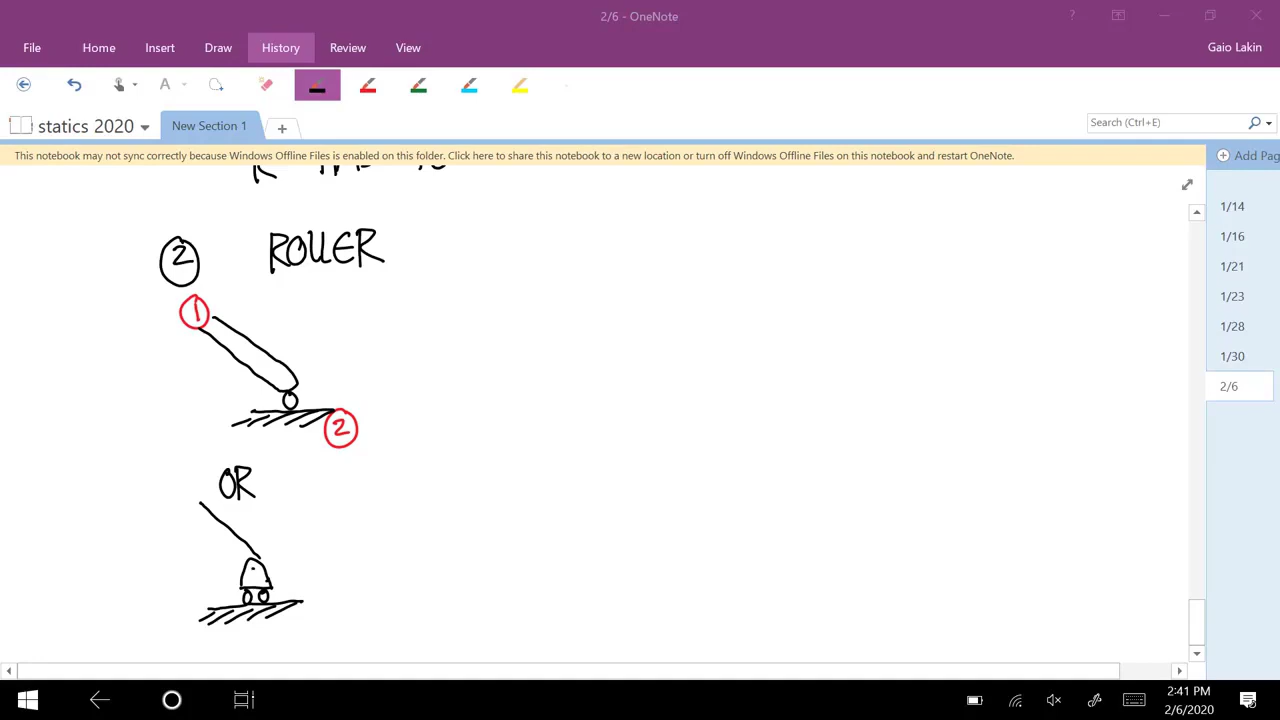 2/6 - OneNote
?
File Home Insert Draw History Review View
Gaio Lakin
A
statics 2020
New Section 1
+
Search (Ctrl+E)
This notebook may not sync correctly because Windows Offline Files is enabled on this folder. Click here to share this notebook to a new location or turn off Windows Offline Files on this notebook and restart OneNote.
Add Pag
1/14
1/16
1/21
1/23
1/28
1/30
2/6
2 ROLLER
1
2
OR
2:41 PM
2/6/2020